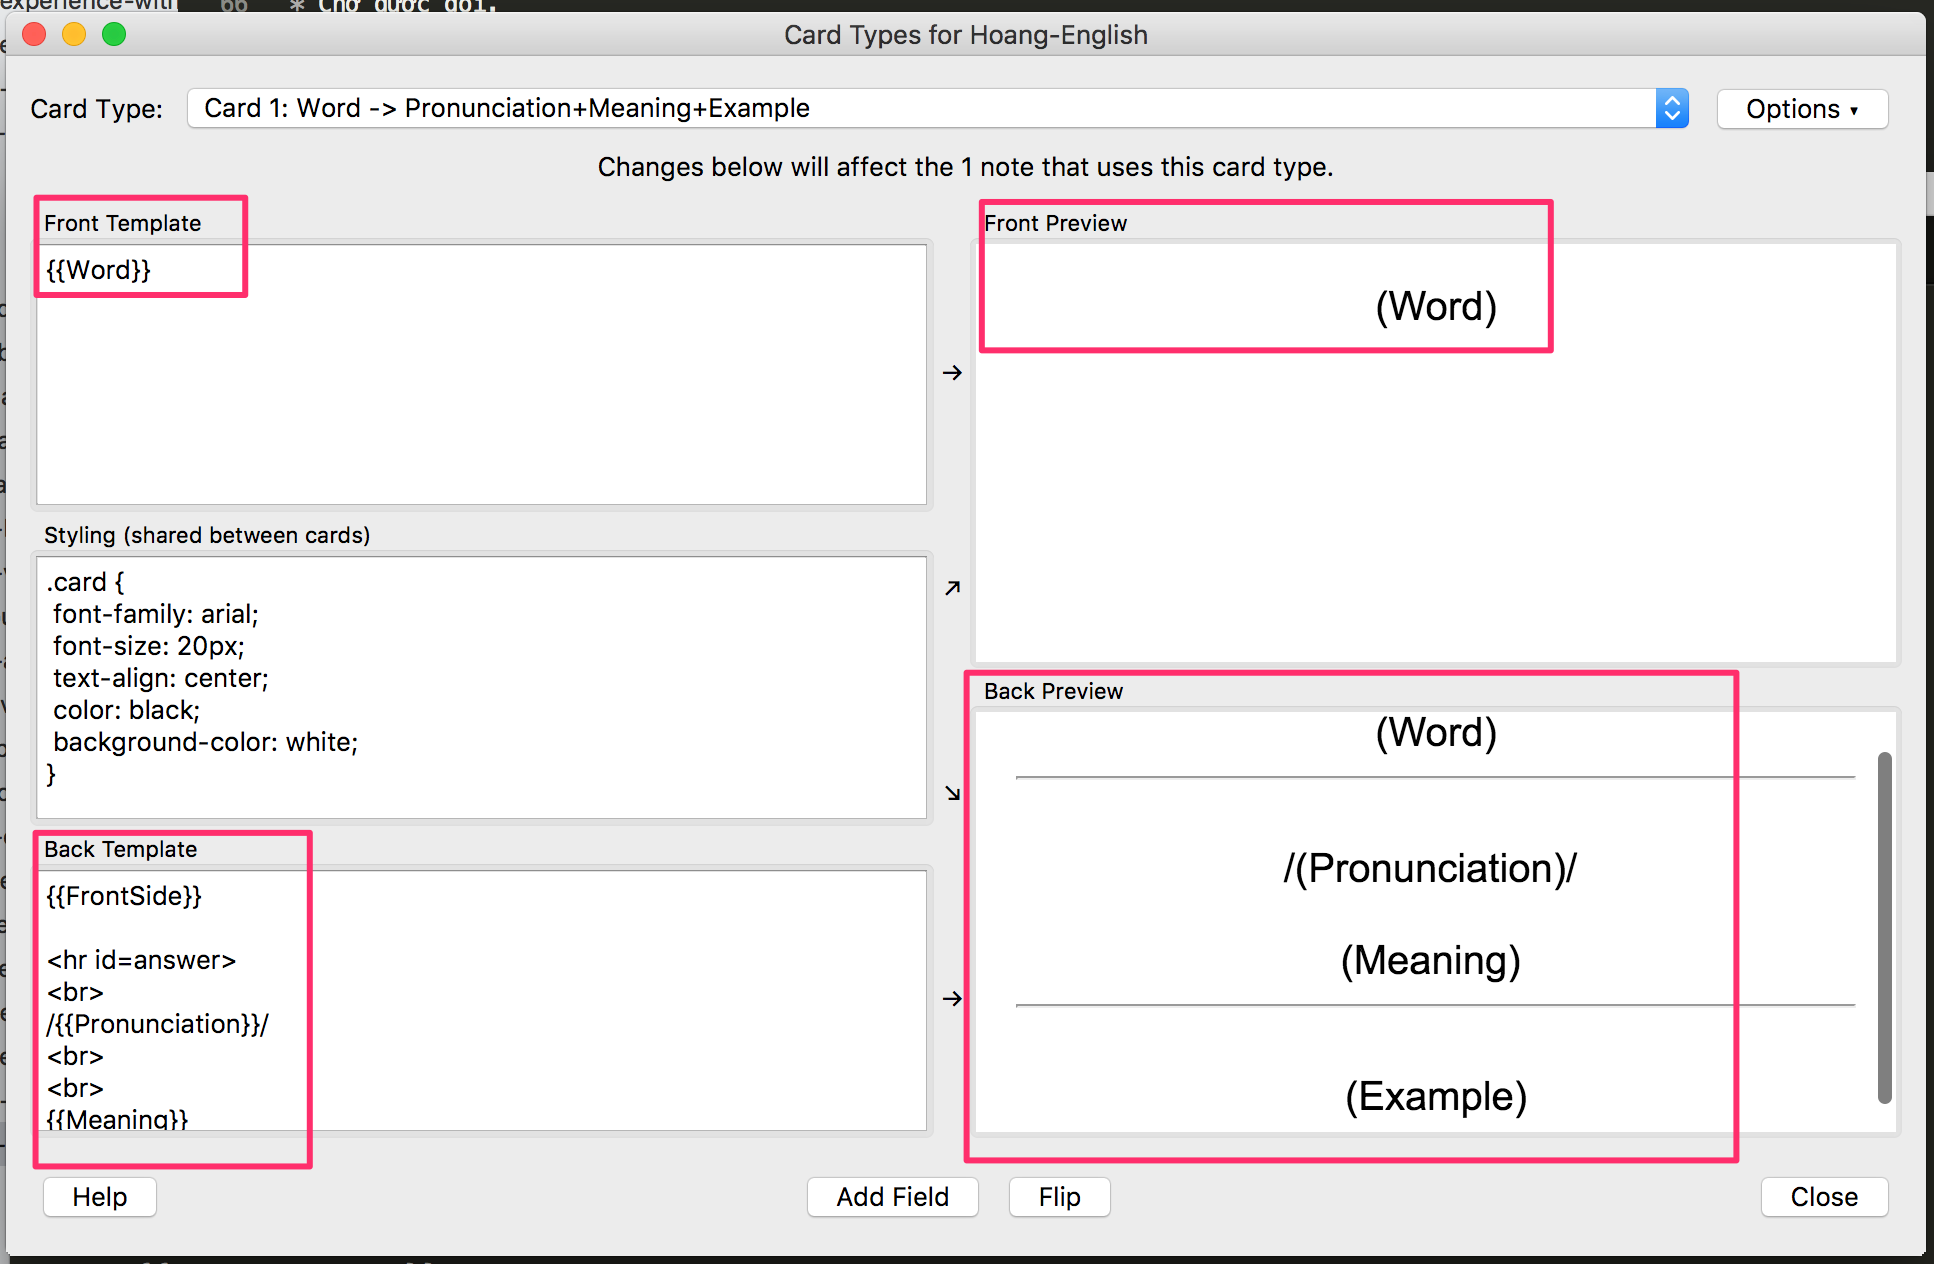 66 * Chờ được đợi.
Card Types for Hoang-English
Card Type: Card 1: Word -> Pronunciation+Meaning+Example Options ▾
Changes below will affect the 1 note that uses this card type.
Front Template
{{Word}}
Styling (shared between cards)
.card {
font-family: arial;
font-size: 20px;
text-align: center;
color: black;
background-color: white;
}
Back Template
{{FrontSide}}
<hr id=answer>
<br>
/{{Pronunciation}}/
<br>
<br>
{{Meaning}}
Front Preview
(Word)
Back Preview
(Word)
/(Pronunciation)/
(Meaning)
(Example)
Help Add Field Flip Close